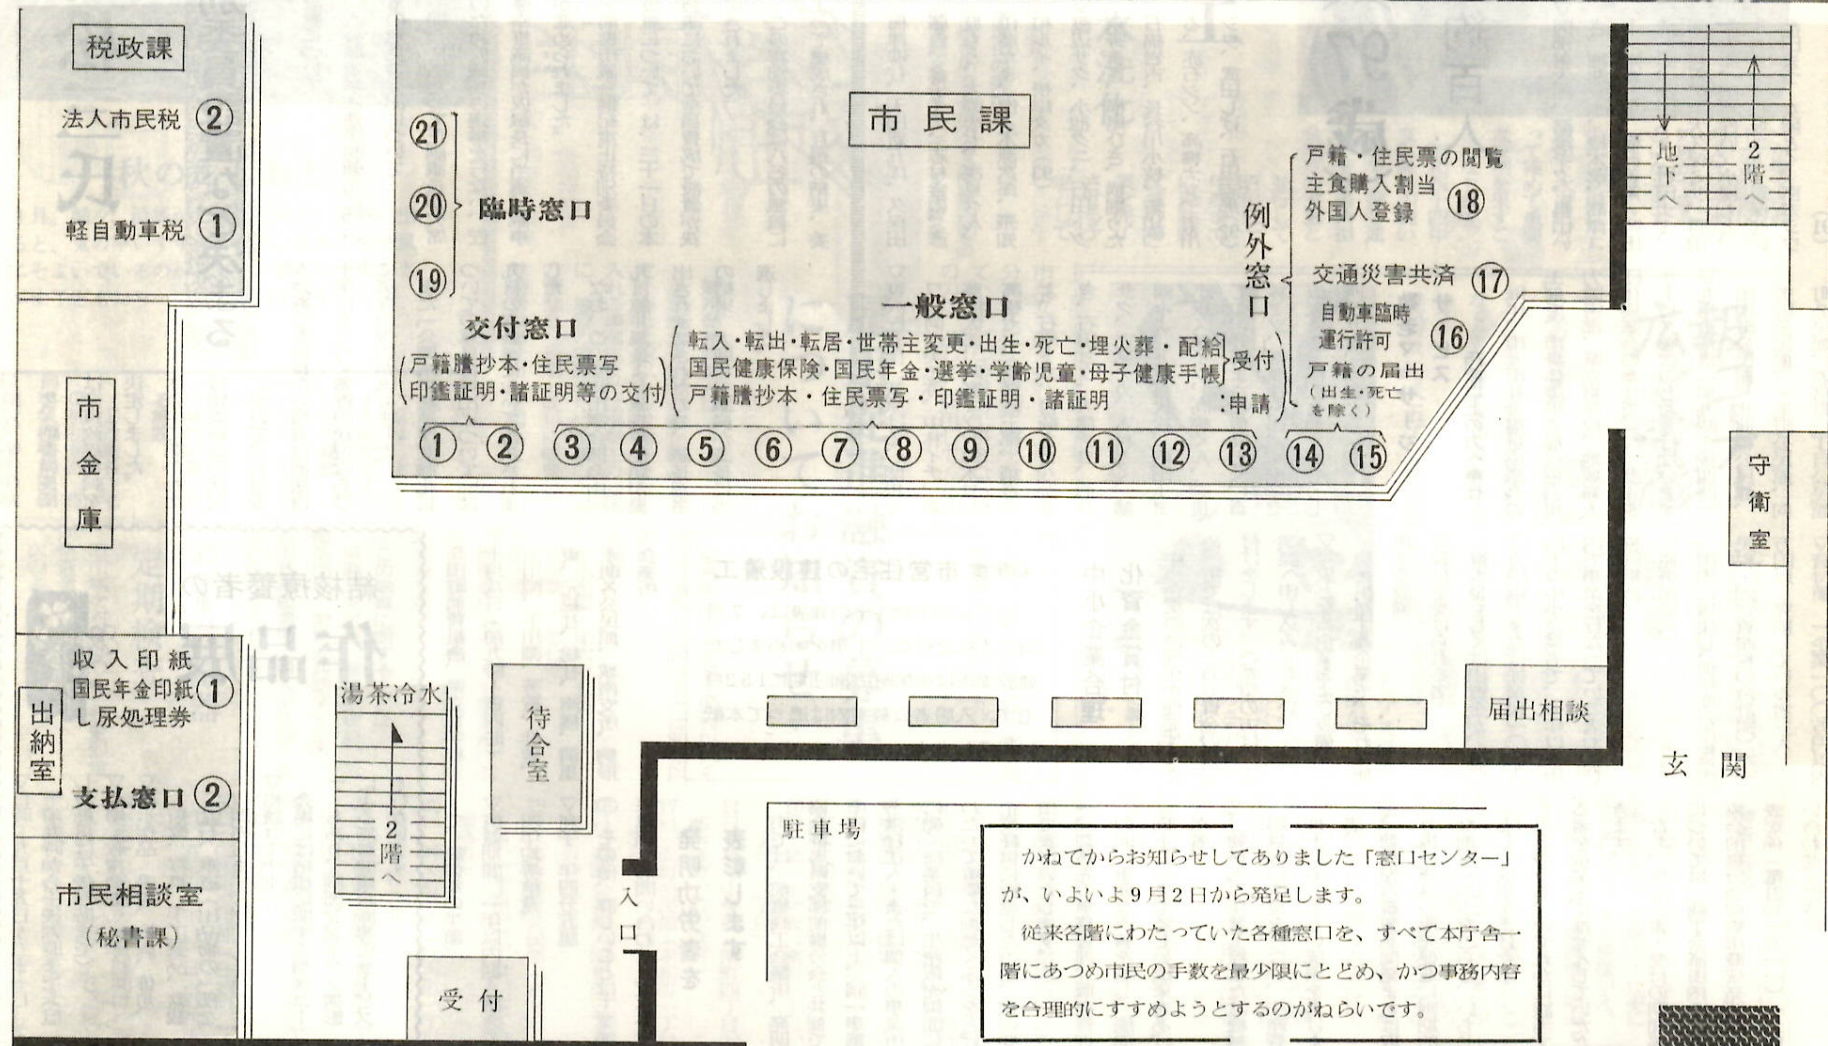 税政課
法人市民税 ②
軽自動車税 ①
市金庫
収入印紙
国民年金印紙 ①
し尿処理券
出納室
支払窓口 ②
市民相談室
（秘書課）
湯茶冷水
2階へ
待合室
受付
入口
市民課
㉑
⑳ 臨時窓口
⑲
交付窓口
（戸籍謄抄本・住民票写
印鑑証明・諸証明等の交付）
一般窓口
転入・転出・転居・世帯主変更・出生・死亡・埋火葬・配給
国民健康保険・国民年金・選挙・学齢児童・母子健康手帳 受付
戸籍謄抄本・住民票写・印鑑証明・諸証明 :申請
例外窓口
戸籍・住民票の閲覧
主食購入割当 ⑱
外国人登録
交通災害共済 ⑰
自動車臨時
運行許可 ⑯
戸籍の届出
（出生・死亡
を除く）
① ② ③ ④ ⑤ ⑥ ⑦ ⑧ ⑨ ⑩ ⑪ ⑫ ⑬ ⑭ ⑮
地下へ
2階へ
守衛室
届出相談
玄関
駐車場
かねてからお知らせしてありました「窓口センター」
が、いよいよ9月2日から発足します。
従来各階にわたっていた各種窓口を、すべて本庁舎一
階にあつめ市民の手数を最少限にとどめ、かつ事務内容
を合理的にすすめようとするのがねらいです。